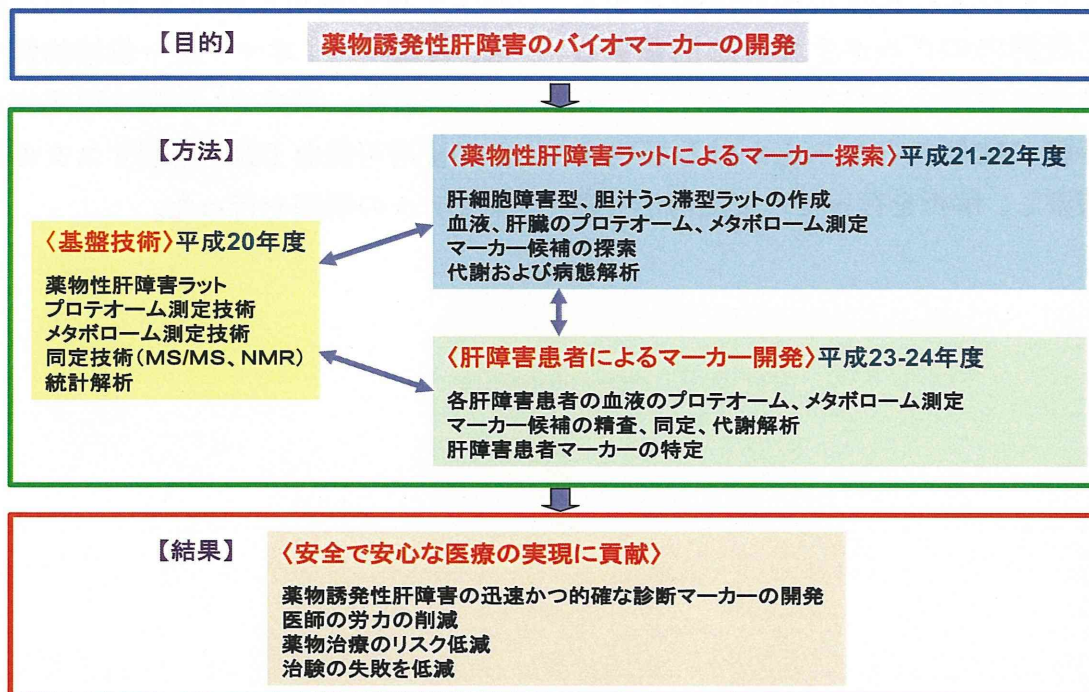 【目的】 薬物誘発性肝障害のバイオマーカーの開発
【方法】
〈基盤技術〉平成20年度
薬物性肝障害ラット
プロテオーム測定技術
メタボローム測定技術
同定技術(MS/MS、NMR)
統計解析
〈薬物性肝障害ラットによるマーカー探索〉平成21-22年度
肝細胞障害型、胆汁うっ滞型ラットの作成
血液、肝臓のプロテオーム、メタボローム測定
マーカー候補の探索
代謝および病態解析
〈肝障害患者によるマーカー開発〉平成23-24年度
各肝障害患者の血液のプロテオーム、メタボローム測定
マーカー候補の精査、同定、代謝解析
肝障害患者マーカーの特定
【結果】 〈安全で安心な医療の実現に貢献〉
薬物誘発性肝障害の迅速かつ的確な診断マーカーの開発
医師の労力の削減
薬物治療のリスク低減
治験の失敗を低減